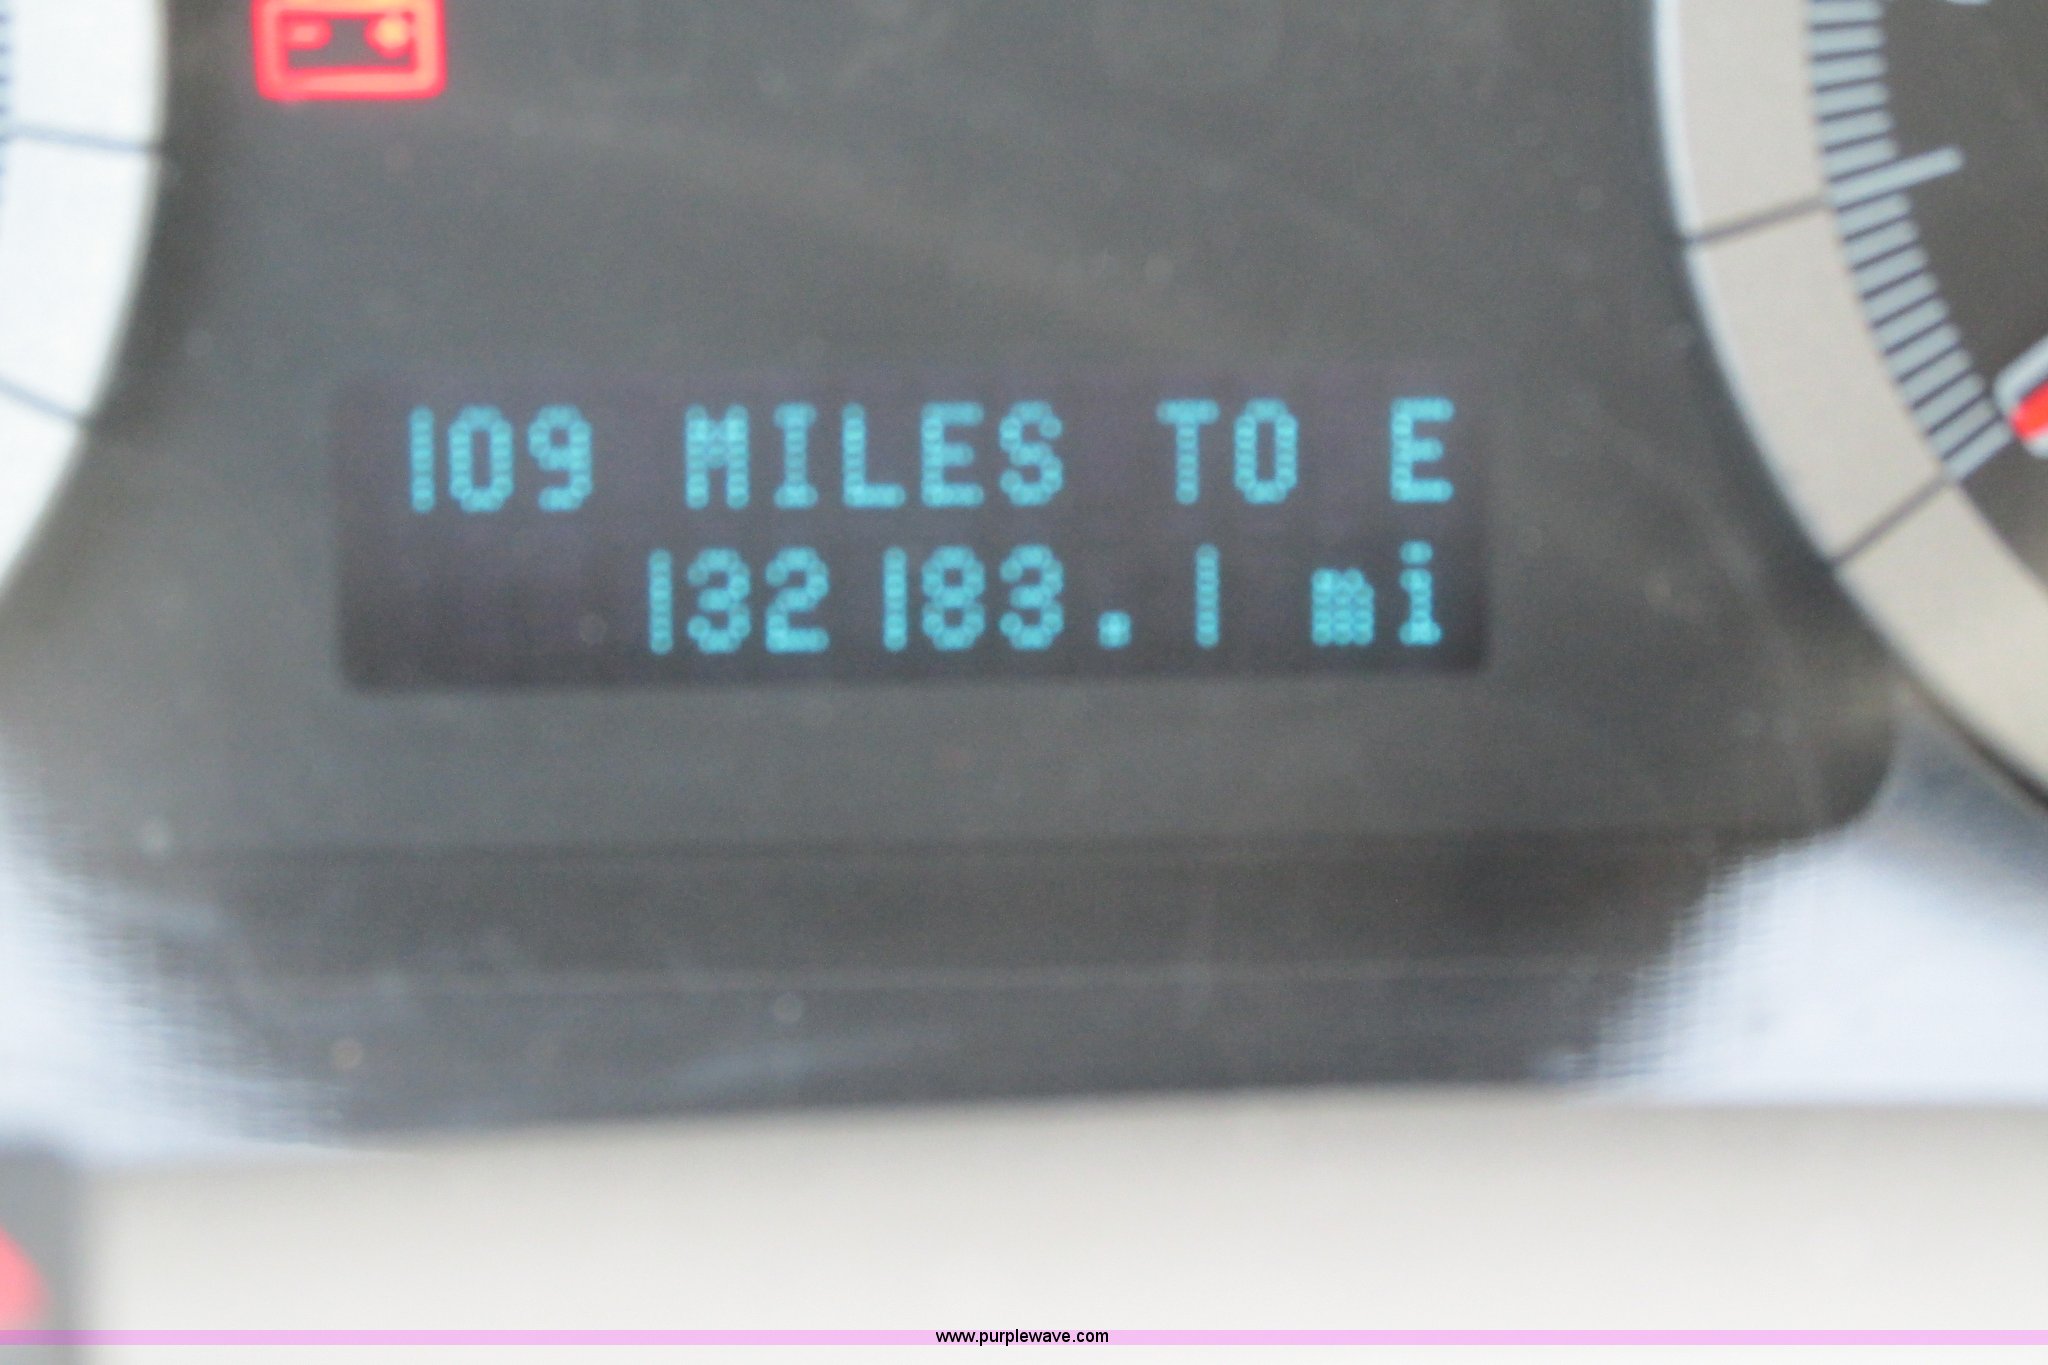 109 MILES TO E
132183.1 mi
www.purplewave.com